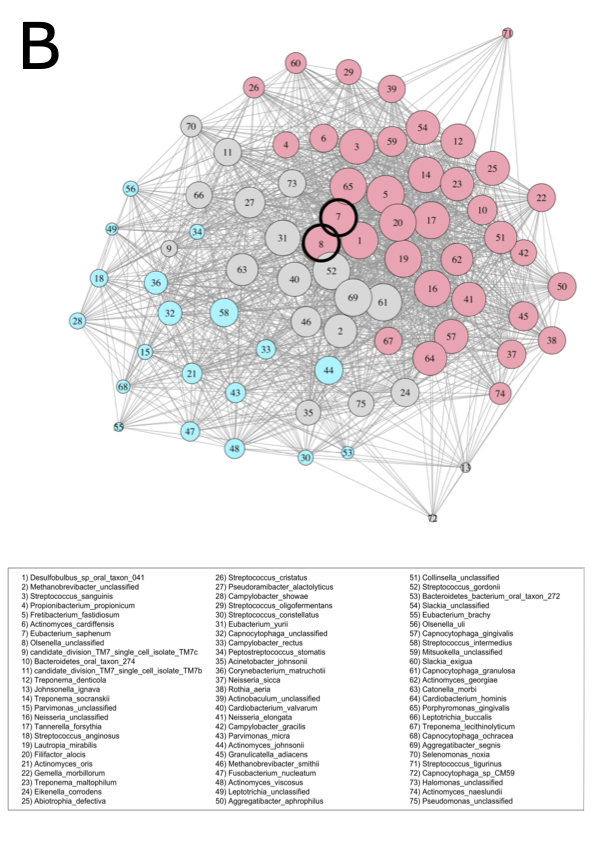 B
71
60
29
26
39
70
54
6
12
4
3
59
11
25
14
73
23
65
56
66
5
22
27
10
7
20
17
49
34
31
8
1
51
9
42
19
62
63
52
18
40
36
50
16
69
41
61
58
32
45
28
46
2
57
38
67
33
15
37
64
44
21
68
43
24
74
75
35
55
47
48
53
30
13
72
1) Desulfobulbus_sp_oral_taxon_041
2) Methanobrevibacter_unclassified
3) Streptococcus_sanguinis
4) Propionibacterium_propionicum
5) Fretibacterium_fastidiosum
6) Actinomyces_cardiffensis
7) Eubacterium_saphenum
8) Olsenella_unclassified
9) candidate_division_TM7_single_cell_isolate_TM7c
10) Bacteroidetes_oral_taxon_274
11) candidate_division_TM7_single_cell_isolate_TM7b
12) Treponema_denticola
13) Johnsonella_ignava
14) Treponema_socranskii
15) Parvimonas_unclassified
16) Neisseria_unclassified
17) Tannerella_forsythia
18) Streptococcus_anginosus
19) Lautropia_mirabilis
20) Filifactor_alocis
21) Actinomyces_oris
22) Gemella_morbillorum
23) Treponema_maltophilum
24) Eikenella_corrodens
25) Abiotrophia_defectiva
26) Streptococcus_cristatus
27) Pseudoramibacter_alactolyticus
28) Campylobacter_showae
29) Streptococcus_oligofermentans
30) Streptococcus_constellatus
31) Eubacterium_yurii
32) Capnocytophaga_unclassified
33) Campylobacter_rectus
34) Peptostreptococcus_stomatis
35) Acinetobacter_johnsonii
36) Corynebacterium_matruchotii
37) Neisseria_sicca
38) Rothia_aeria
39) Actinobaculum_unclassified
40) Cardiobacterium_valvarum
41) Neisseria_elongata
42) Campylobacter_gracilis
43) Parvimonas_micra
44) Actinomyces_johnsonii
45) Granulicatella_adiacens
46) Methanobrevibacter_smithii
47) Fusobacterium_nucleatum
48) Actinomyces_viscosus
49) Leptotrichia_unclassified
50) Aggregatibacter_aphrophilus
51) Collinsella_unclassified
52) Streptococcus_gordonii
53) Bacteroidetes_bacterium_oral_taxon_272
54) Slackia_unclassified
55) Eubacterium_brachy
56) Olsenella_uli
57) Capnocytophaga_gingivalis
58) Streptococcus_intermedius
59) Mitsuokella_unclassified
60) Slackia_exigua
61) Capnocytophaga_granulosa
62) Actinomyces_georgiae
63) Catonella_morbi
64) Cardiobacterium_hominis
65) Porphyromonas_gingivalis
66) Leptotrichia_buccalis
67) Treponema_lecithinolyticum
68) Capnocytophaga_ochracea
69) Aggregatibacter_segnis
70) Selenomonas_noxia
71) Streptococcus_tigurinus
72) Capnocytophaga_sp_CM59
73) Halomonas_unclassified
74) Actinomyces_naeslundii
75) Pseudomonas_unclassified